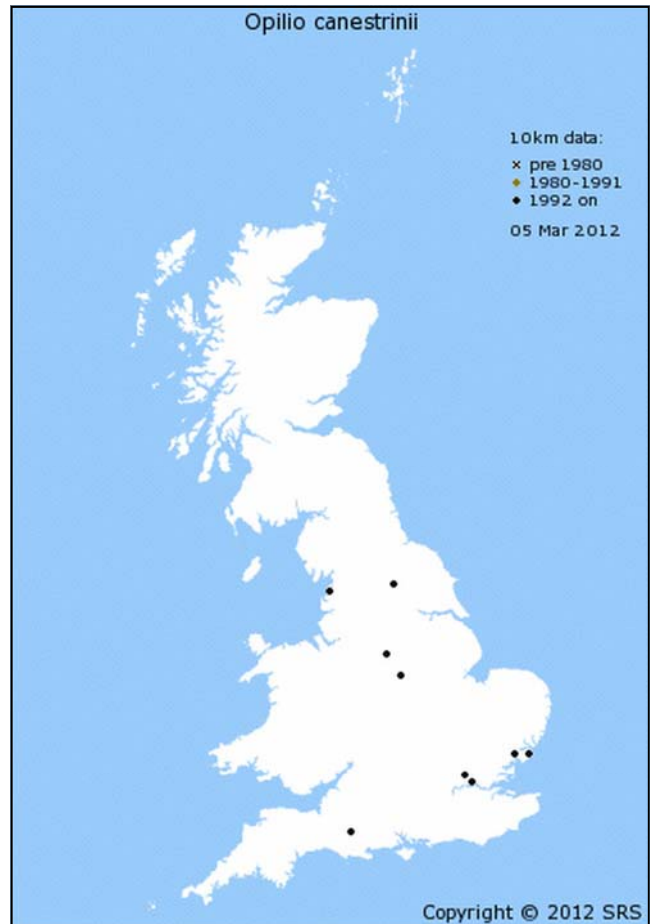 Opilio canestrinii
10km data:
× pre 1980
◆ 1980-1991
● 1992 on
05 Mar 2012
Copyright © 2012 SRS